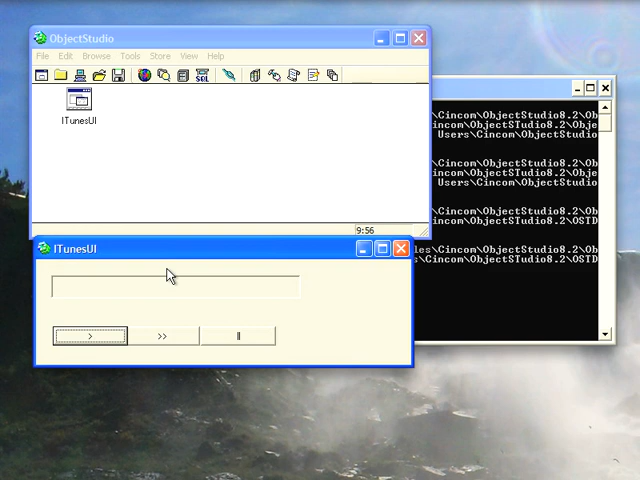 ObjectStudio
File Edit Browse Tools Store View Help
SQL
ITunesUI
9:56
\Cincom\ObjectStudio8.2\Ob
incom\ObjectSTudio8.2\Obje
Users\Cincom\ObjectStudio
\Cincom\ObjectStudio8.2\Ob
incom\ObjectSTudio8.2\Obje
Users\Cincom\ObjectStudio
\Cincom\ObjectStudio8.2\Ob
\Cincom\ObjectStudio8.2\OSTD
les\Cincom\ObjectStudio8.2\Ob
s\Cincom\ObjectStudio8.2\OSTD
ITunesUI
> >> ||